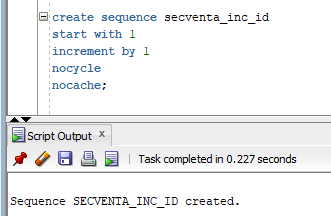 create sequence secventa_inc_id
start with 1
increment by 1
nocycle
nocache;
Script Output x
Task completed in 0.227 seconds
Sequence SECVENTA_INC_ID created.